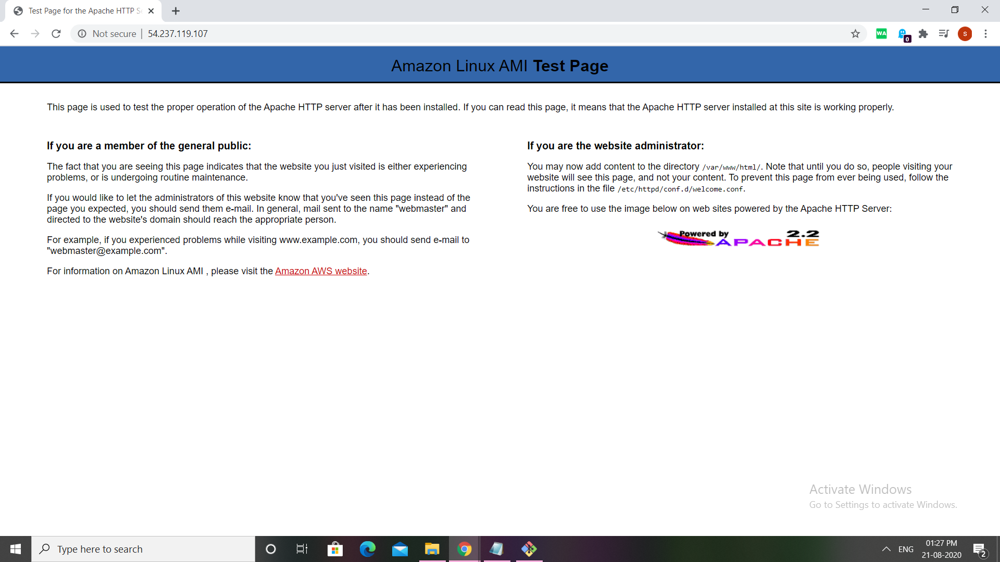 Test Page for the Apache HTTP S
Not secure | 54.237.119.107
WA
0
s
Amazon Linux AMI Test Page
This page is used to test the proper operation of the Apache HTTP server after it has been installed. If you can read this page, it means that the Apache HTTP server installed at this site is working properly.
If you are a member of the general public:
The fact that you are seeing this page indicates that the website you just visited is either experiencing
problems, or is undergoing routine maintenance.
If you would like to let the administrators of this website know that you've seen this page instead of the
page you expected, you should send them e-mail. In general, mail sent to the name "webmaster" and
directed to the website's domain should reach the appropriate person.
For example, if you experienced problems while visiting www.example.com, you should send e-mail to
"webmaster@example.com".
For information on Amazon Linux AMI , please visit the Amazon AWS website.
If you are the website administrator:
You may now add content to the directory /var/www/html/. Note that until you do so, people visiting your
website will see this page, and not your content. To prevent this page from ever being used, follow the
instructions in the file /etc/httpd/conf.d/welcome.conf.
You are free to use the image below on web sites powered by the Apache HTTP Server:
Powered by 2.2
APACHE
Activate Windows
Go to Settings to activate Windows.
Type here to search
ENG
01:27 PM
21-08-2020
2